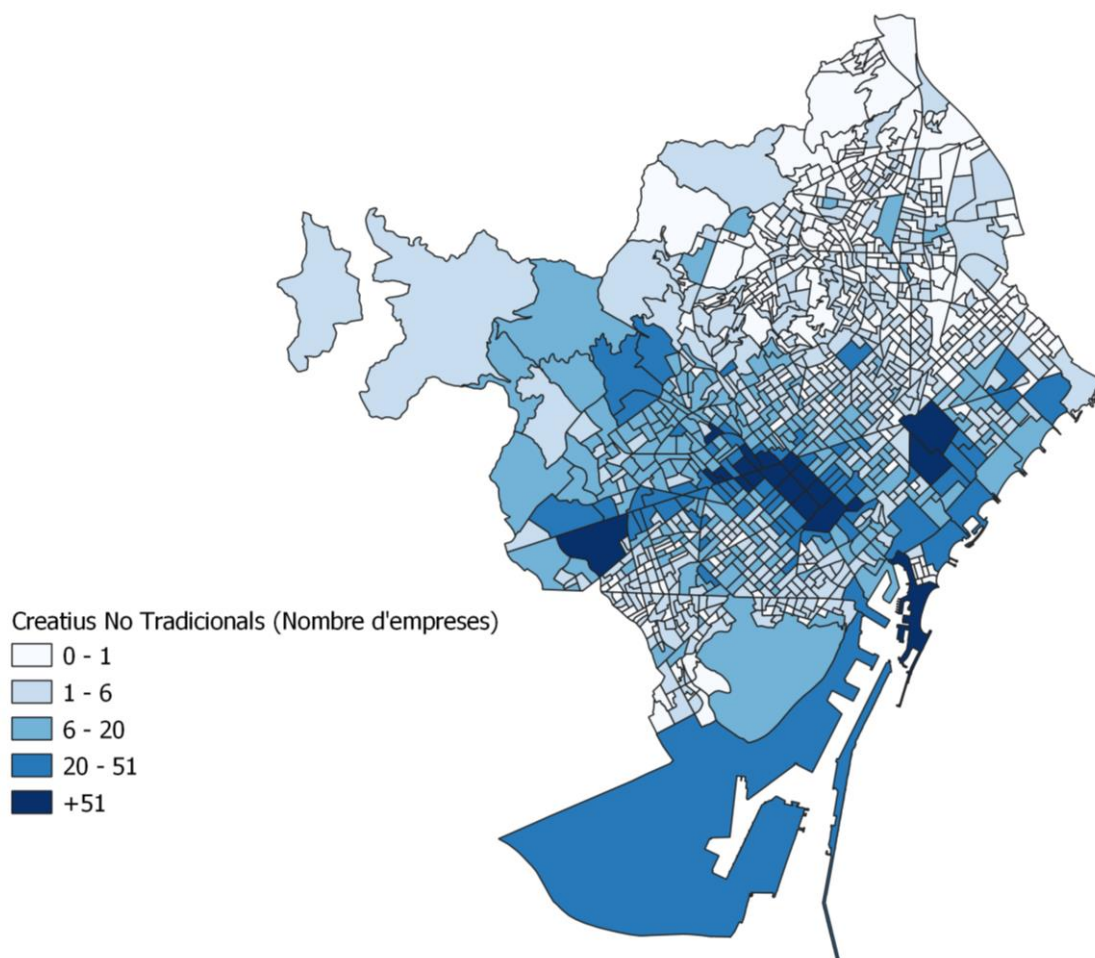 Creatius No Tradicionals (Nombre d'empreses)
0 - 1
1 - 6
6 - 20
20 - 51
+51